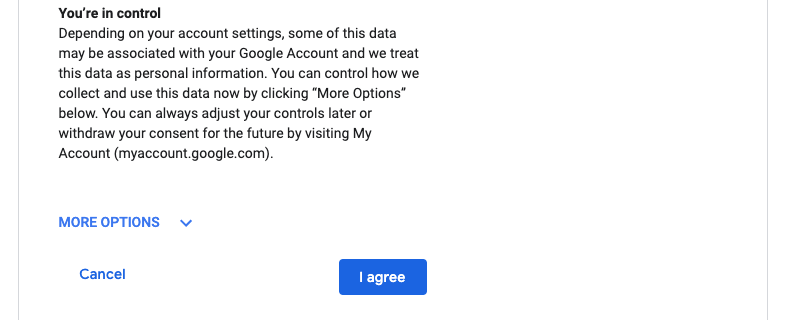 You’re in control
Depending on your account settings, some of this data
may be associated with your Google Account and we treat
this data as personal information. You can control how we
collect and use this data now by clicking “More Options”
below. You can always adjust your controls later or
withdraw your consent for the future by visiting My
Account (myaccount.google.com).
MORE OPTIONS
Cancel
I agree